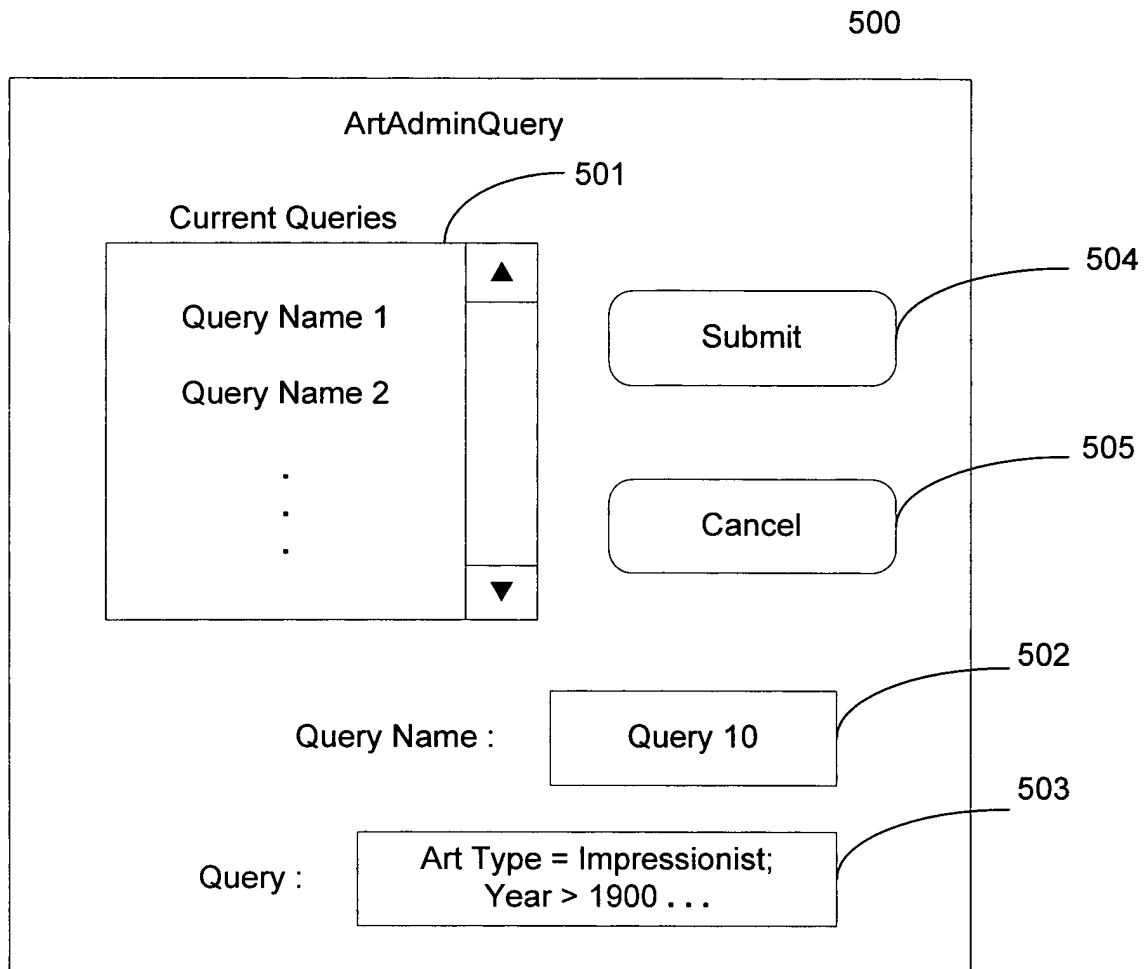 500
ArtAdminQuery
501
Current Queries
504
Query Name 1
Submit
Query Name 2
505
.
Cancel
.
.
502
Query Name : Query 10
503
Query : Art Type = Impressionist;
Year > 1900 . . .